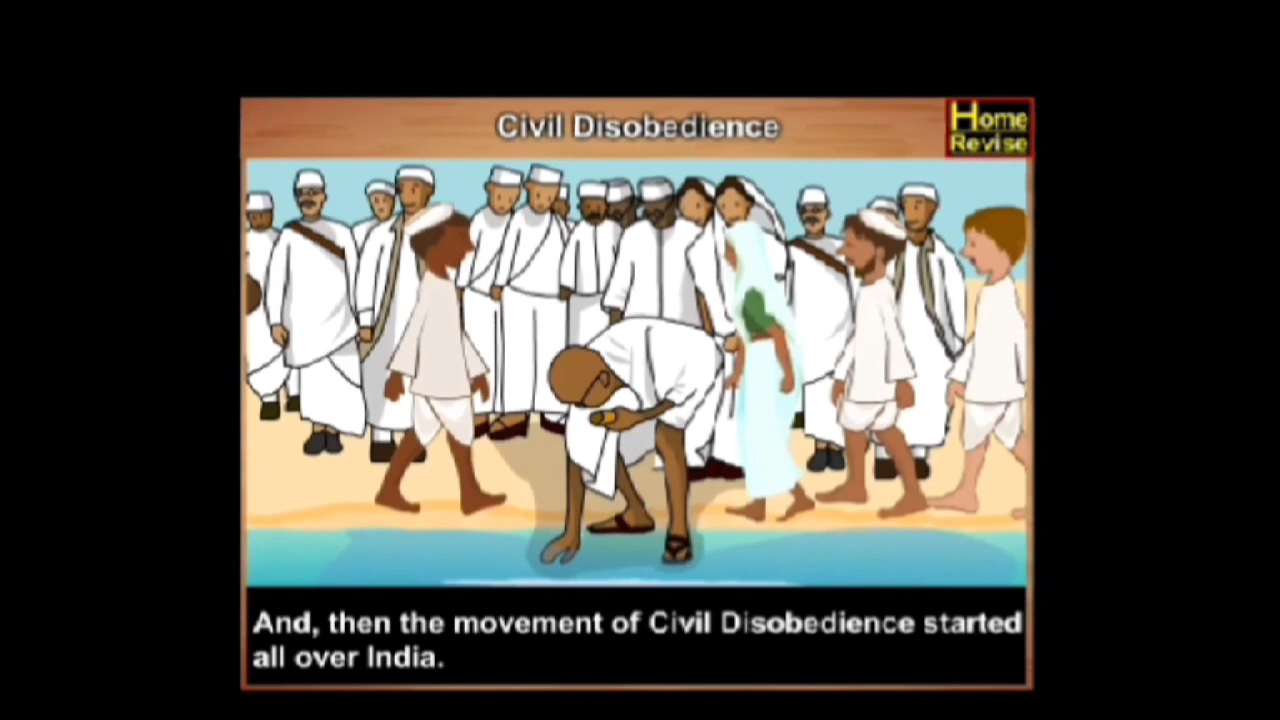 Civil Disobedience
Home
Revise
And, then the movement of Civil Disobedience started
all over India.